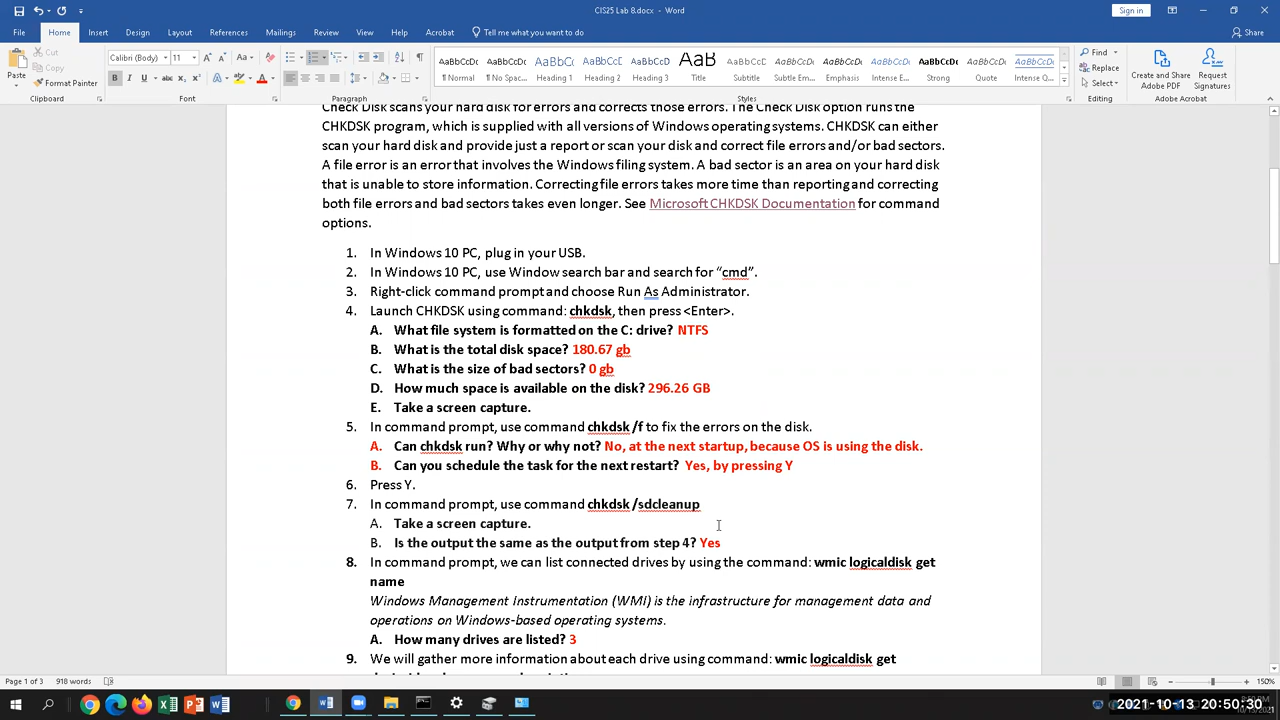 CIS25 Lab 8.docx - Word
Sign in
File Home Insert Draw Design Layout References Mailings Review View Help Acrobat Tell me what you want to do Share
Paste
Cut
Copy
Format Painter
Clipboard
Calibri (Body) 11
Font
Paragraph
AaBbCcDc ¶ Normal
AaBbCcDc ¶ No Spac...
AaBbCc Heading 1
AaBbCcD Heading 2
AaBbCcD Heading 3
AaB Title
AaBbCcD Subtitle
AaBbCcDc Subtle Em...
AaBbCcDc Emphasis
AaBbCcDc Intense E...
AaBbCcDc Strong
AaBbCcDc Quote
AaBbCcDc Intense Q...
Styles
Find
Replace
Select
Editing
Create and Share Adobe PDF
Request Signatures
Adobe Acrobat
Check Disk scans your hard disk for errors and corrects those errors. The Check Disk option runs the
CHKDSK program, which is supplied with all versions of Windows operating systems. CHKDSK can either
scan your hard disk and provide just a report or scan your disk and correct file errors and/or bad sectors.
A file error is an error that involves the Windows filing system. A bad sector is an area on your hard disk
that is unable to store information. Correcting file errors takes more time than reporting and correcting
both file errors and bad sectors takes even longer. See Microsoft CHKDSK Documentation for command
options.
1. In Windows 10 PC, plug in your USB.
2. In Windows 10 PC, use Window search bar and search for “cmd”.
3. Right-click command prompt and choose Run As Administrator.
4. Launch CHKDSK using command: chkdsk, then press <Enter>.
A. What file system is formatted on the C: drive? NTFS
B. What is the total disk space? 180.67 gb
C. What is the size of bad sectors? 0 gb
D. How much space is available on the disk? 296.26 GB
E. Take a screen capture.
5. In command prompt, use command chkdsk /f to fix the errors on the disk.
A. Can chkdsk run? Why or why not? No, at the next startup, because OS is using the disk.
B. Can you schedule the task for the next restart? Yes, by pressing Y
6. Press Y.
7. In command prompt, use command chkdsk /sdcleanup
A. Take a screen capture.
B. Is the output the same as the output from step 4? Yes
8. In command prompt, we can list connected drives by using the command: wmic logicaldisk get
name
Windows Management Instrumentation (WMI) is the infrastructure for management data and
operations on Windows-based operating systems.
A. How many drives are listed? 3
9. We will gather more information about each drive using command: wmic logicaldisk get
Page 1 of 3 918 words
150%
2021-10-13 20:50:30